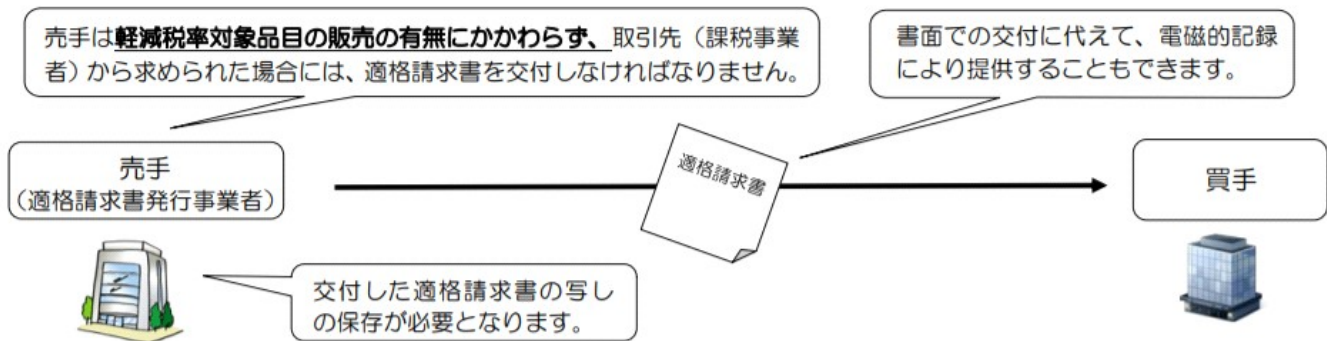 売手は軽減税率対象品目の販売の有無にかかわらず、取引先（課税事業
者）から求められた場合には、適格請求書を交付しなければなりません。
書面での交付に代えて、電磁的記録
により提供することもできます。
売手
（適格請求書発行事業者）
適格請求書
買手
交付した適格請求書の写し
の保存が必要となります。